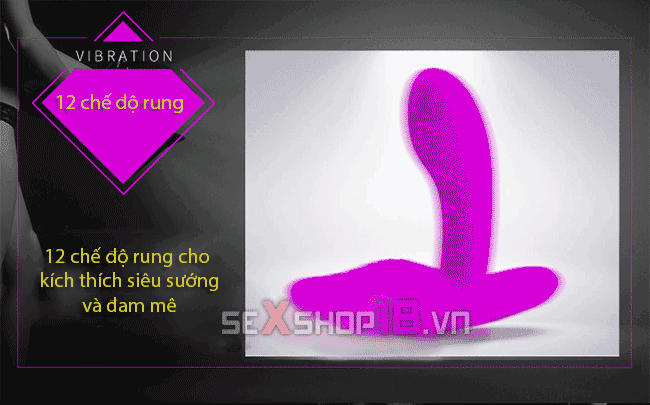 VIBRATION
12 chế độ rung
12 chế độ rung cho
kích thích siêu sướng
và đam mê
SEXSHOP18.VN